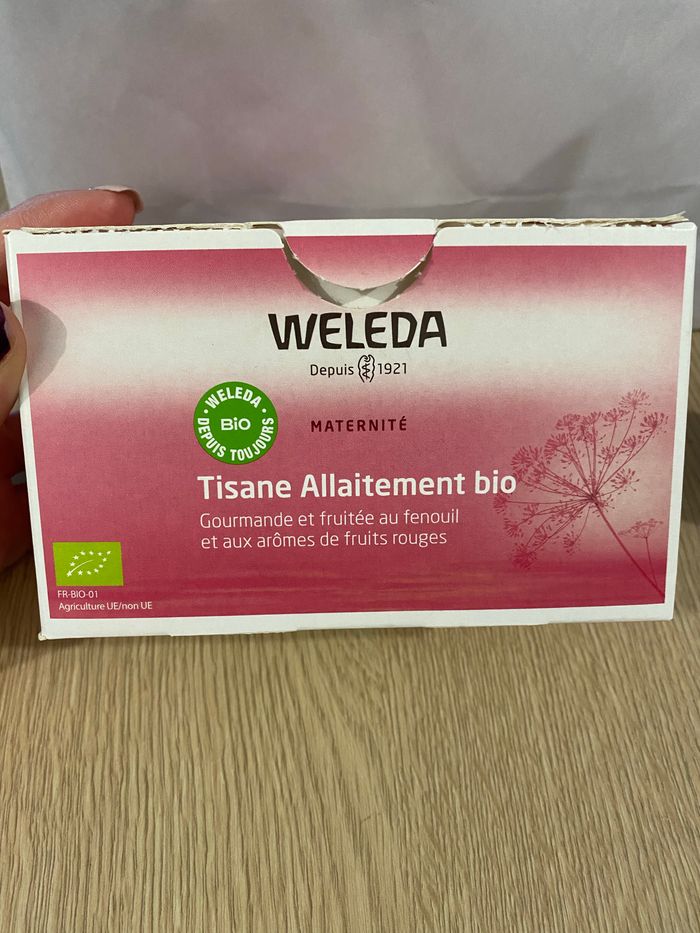 WELEDA
Depuis 1921
WELEDA
BIO
DEPUIS TOUJOURS
MATERNITÉ
Tisane Allaitement bio
Gourmande et fruitée au fenouil
et aux arômes de fruits rouges
FR-BIO-01
Agriculture UE/non UE